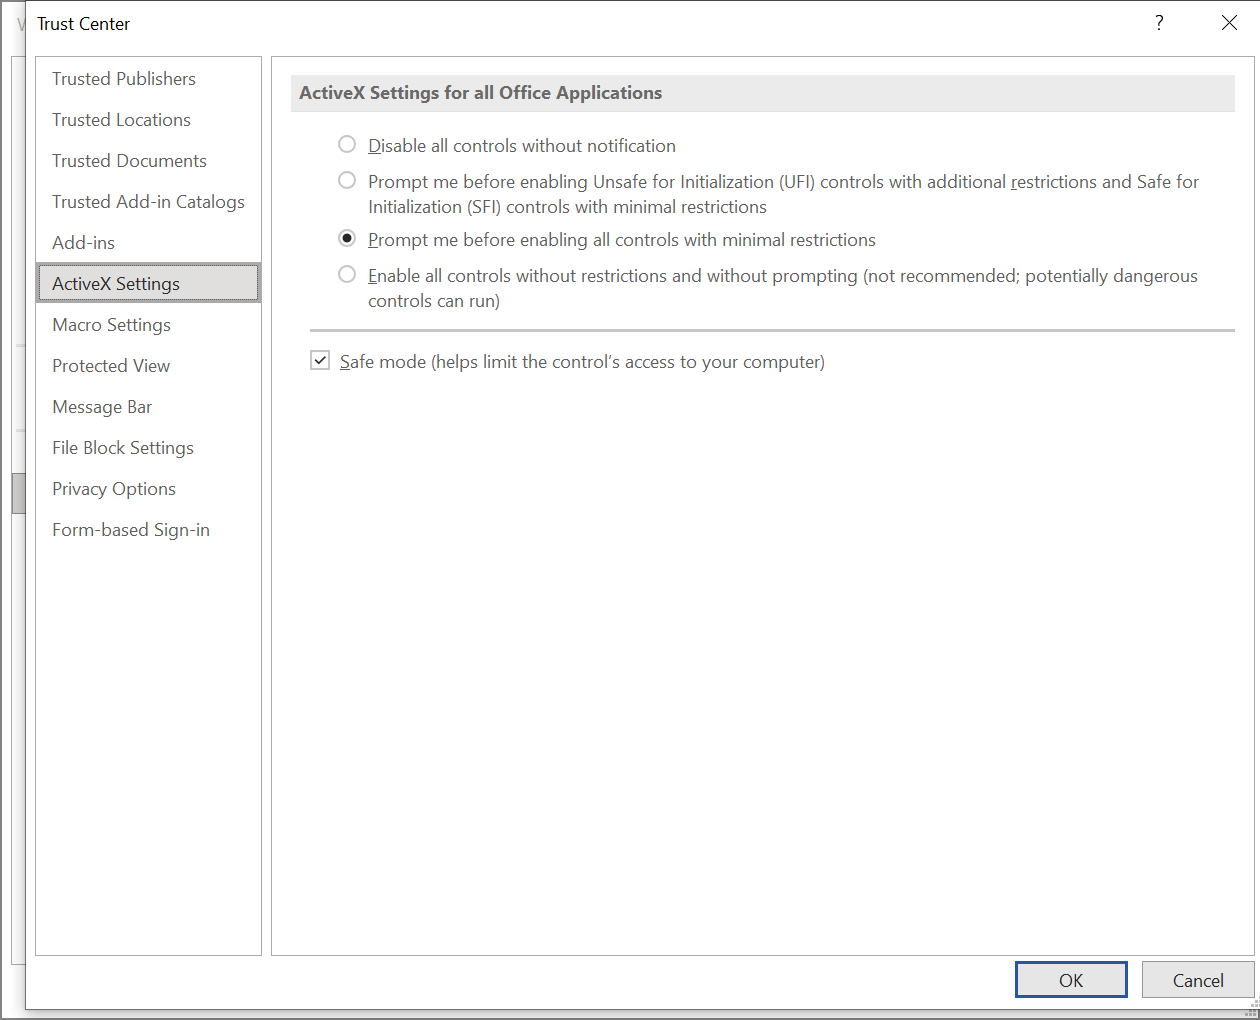 Trust Center
?
Trusted Publishers
Trusted Locations
Trusted Documents
Trusted Add-in Catalogs
Add-ins
ActiveX Settings
Macro Settings
Protected View
Message Bar
File Block Settings
Privacy Options
Form-based Sign-in
ActiveX Settings for all Office Applications
Disable all controls without notification
Prompt me before enabling Unsafe for Initialization (UFI) controls with additional restrictions and Safe for
Initialization (SFI) controls with minimal restrictions
Prompt me before enabling all controls with minimal restrictions
Enable all controls without restrictions and without prompting (not recommended; potentially dangerous
controls can run)
Safe mode (helps limit the control's access to your computer)
OK
Cancel